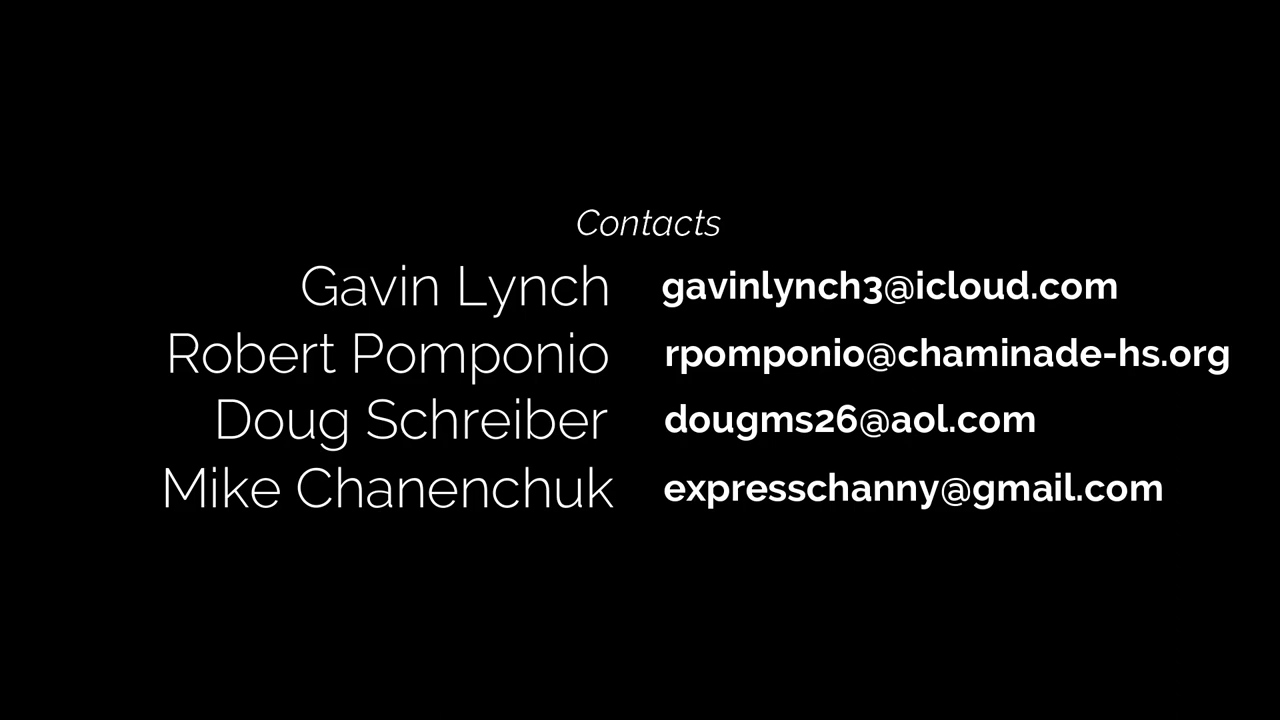 Contacts
Gavin Lynch gavinlynch3@icloud.com
Robert Pomponio rpomponio@chaminade-hs.org
Doug Schreiber dougms26@aol.com
Mike Chanenchuk expresschanny@gmail.com